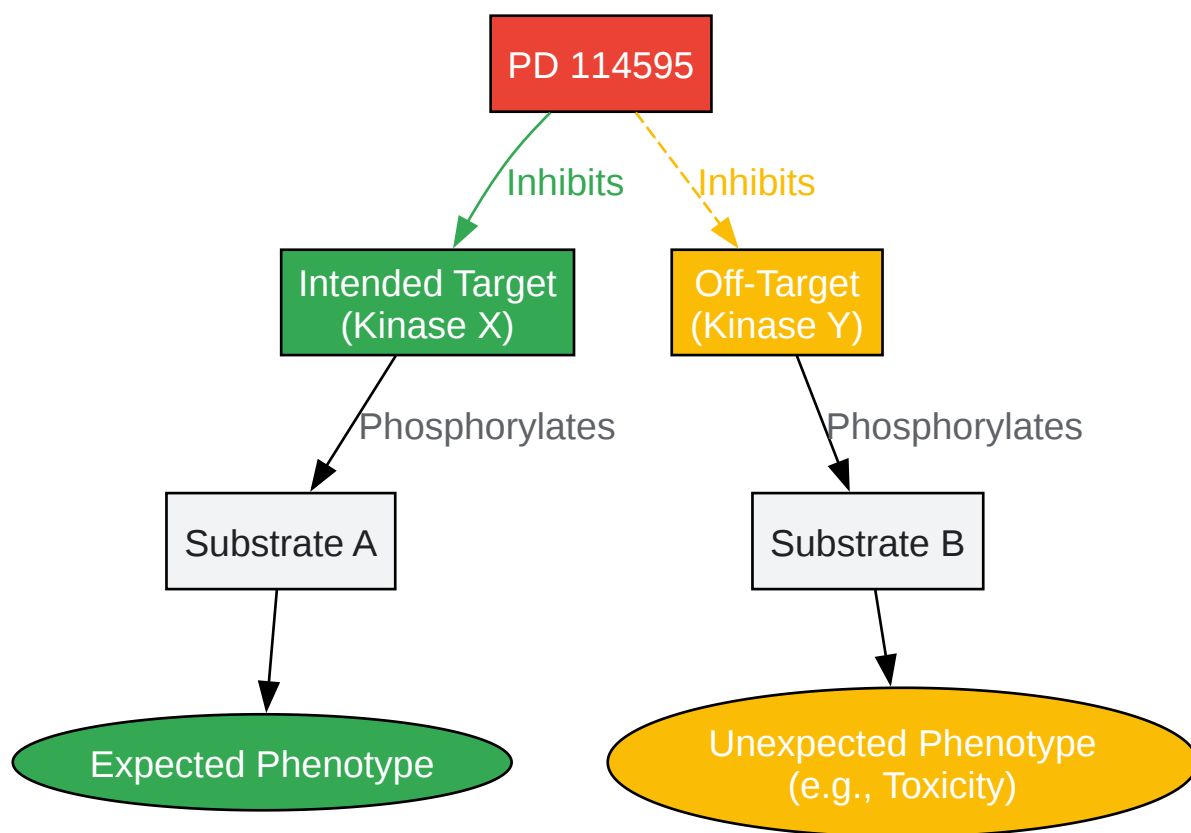 PD 114595
Inhibits
Inhibits
Intended Target
(Kinase X)
Off-Target
(Kinase Y)
Phosphorylates
Phosphorylates
Substrate A
Substrate B
Expected Phenotype
Unexpected Phenotype
(e.g., Toxicity)